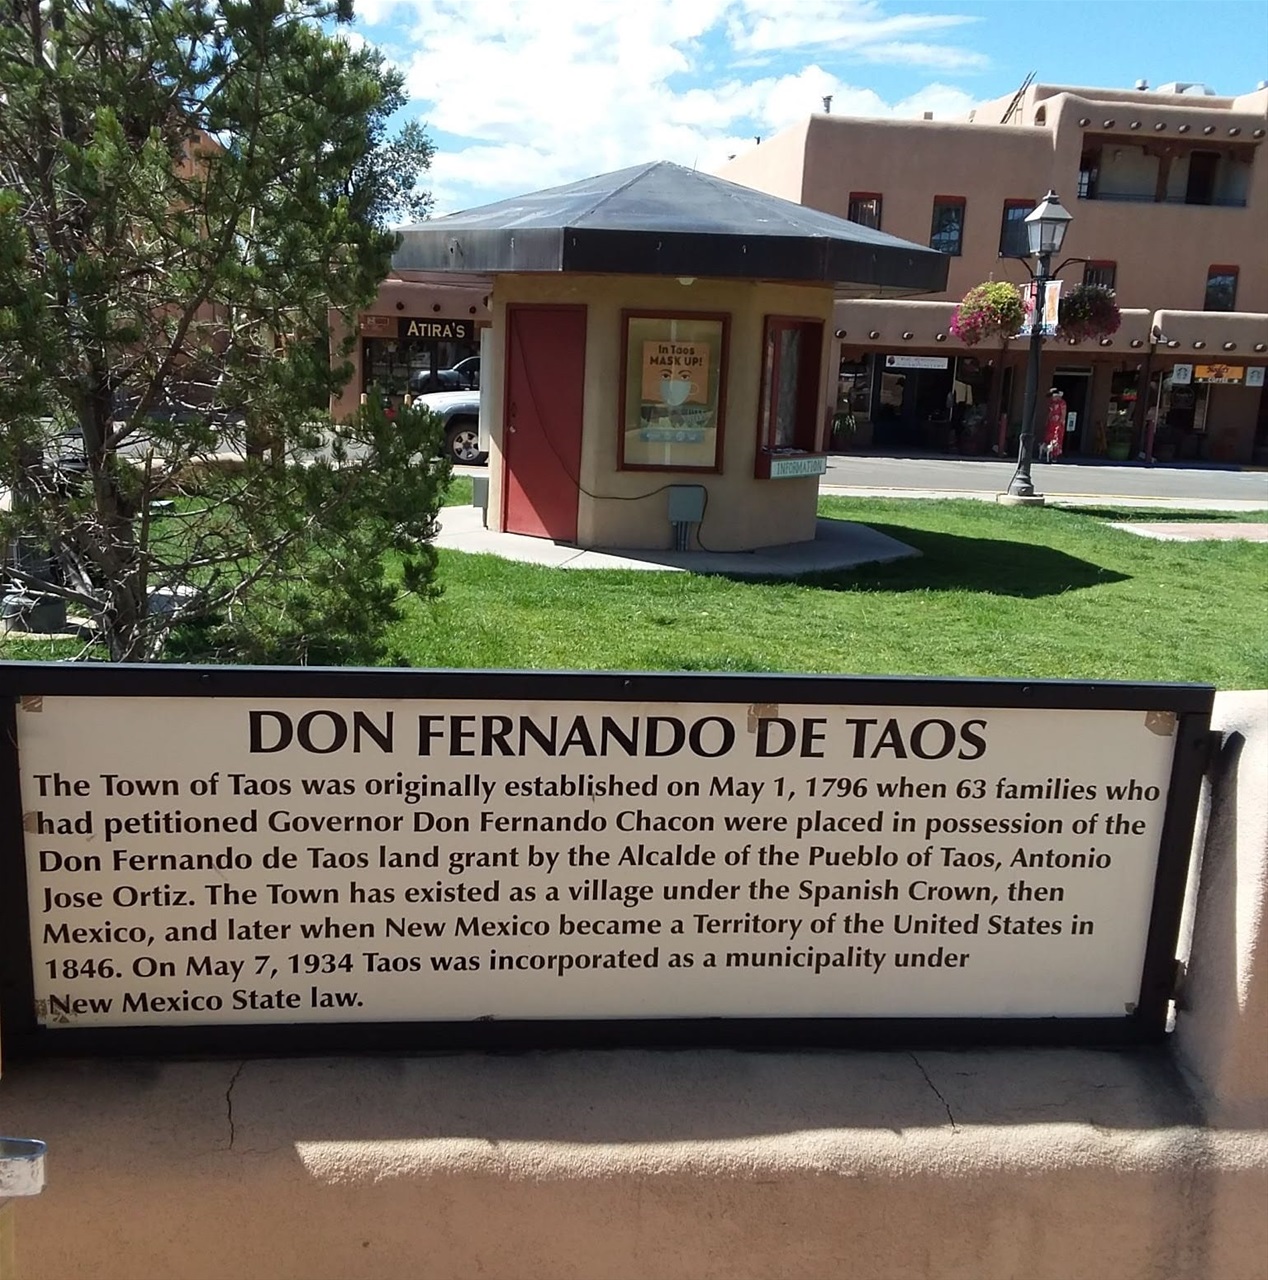 ATIRA'S
In Taos
MASK UP!
INFORMATION
DON FERNANDO DE TAOS
The Town of Taos was originally established on May 1, 1796 when 63 families who
had petitioned Governor Don Fernando Chacon were placed in possession of the
Don Fernando de Taos land grant by the Alcalde of the Pueblo of Taos, Antonio
Jose Ortiz. The Town has existed as a village under the Spanish Crown, then
Mexico, and later when New Mexico became a Territory of the United States in
1846. On May 7, 1934 Taos was incorporated as a municipality under
New Mexico State law.